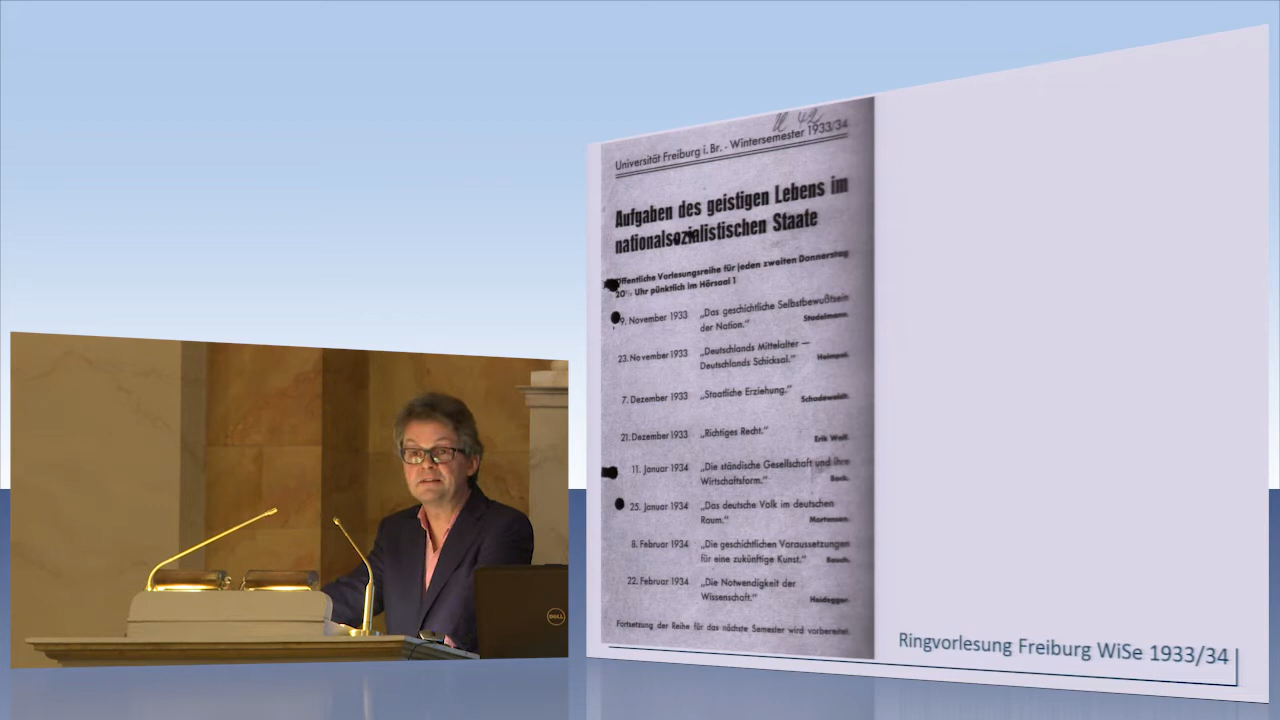 Universität Freiburg i. Br. - Wintersemester 1933/34
Aufgaben des geistigen Lebens im
nationalsozialistischen Staate
Öffentliche Vorlesungsreihe für jeden zweiten Donnerstag
Uhr pünktlich im Hörsaal 1
9. November 1933 „Das geschichtliche Selbstbewußtsein
der Nation.“ Stadelmann.
23. November 1933 „Deutschlands Mittelalter —
Deutschlands Schicksal.“ Heimpel.
7. Dezember 1933 „Staatliche Erziehung.“
Schadewaldt.
21. Dezember 1933 „Richtiges Recht.“
Erik Wolf.
11. Januar 1934 „Die ständische Gesellschaft und ihre
Wirtschaftsform.“ Bock.
25. Januar 1934 „Das deutsche Volk im deutschen
Raum.“ Mortensen.
8. Februar 1934 „Die geschichtlichen Voraussetzungen
für eine zukünftige Kunst.“ Bauch.
22. Februar 1934 „Die Notwendigkeit der
Wissenschaft.“ Heidegger.
Fortsetzung der Reihe für das nächste Semester wird vorbereitet.
Ringvorlesung Freiburg WiSe 1933/34
DELL